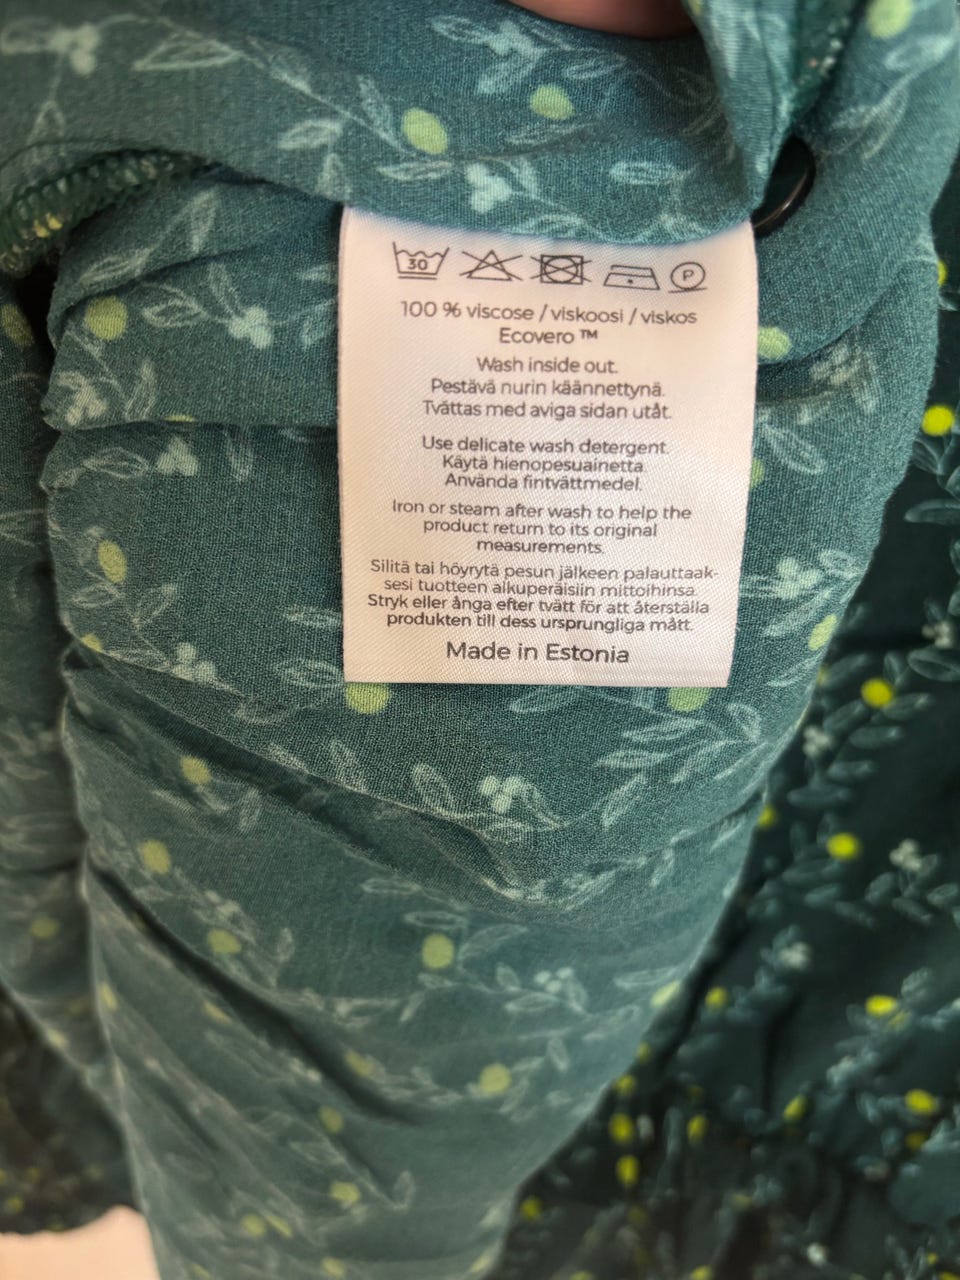 30
P
100 % viscose / viskoosi / viskos
Ecovero ™
Wash inside out.
Pestävä nurin käännettynä.
Tvättas med aviga sidan utåt.
Use delicate wash detergent.
Käytä hienopesuainetta.
Använda fintvättmedel.
Iron or steam after wash to help the
product return to its original
measurements.
Silitä tai höyrytä pesun jälkeen palauttaak-
sesi tuotteen alkuperäisiin mittoihinsa.
Stryk eller ånga efter tvätt för att återställa
produkten till dess ursprungliga mått.
Made in Estonia